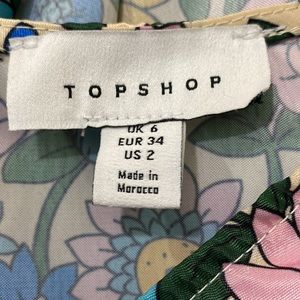 TOPSHOP
UK 6
EUR 34
US 2
Made in
Morocco